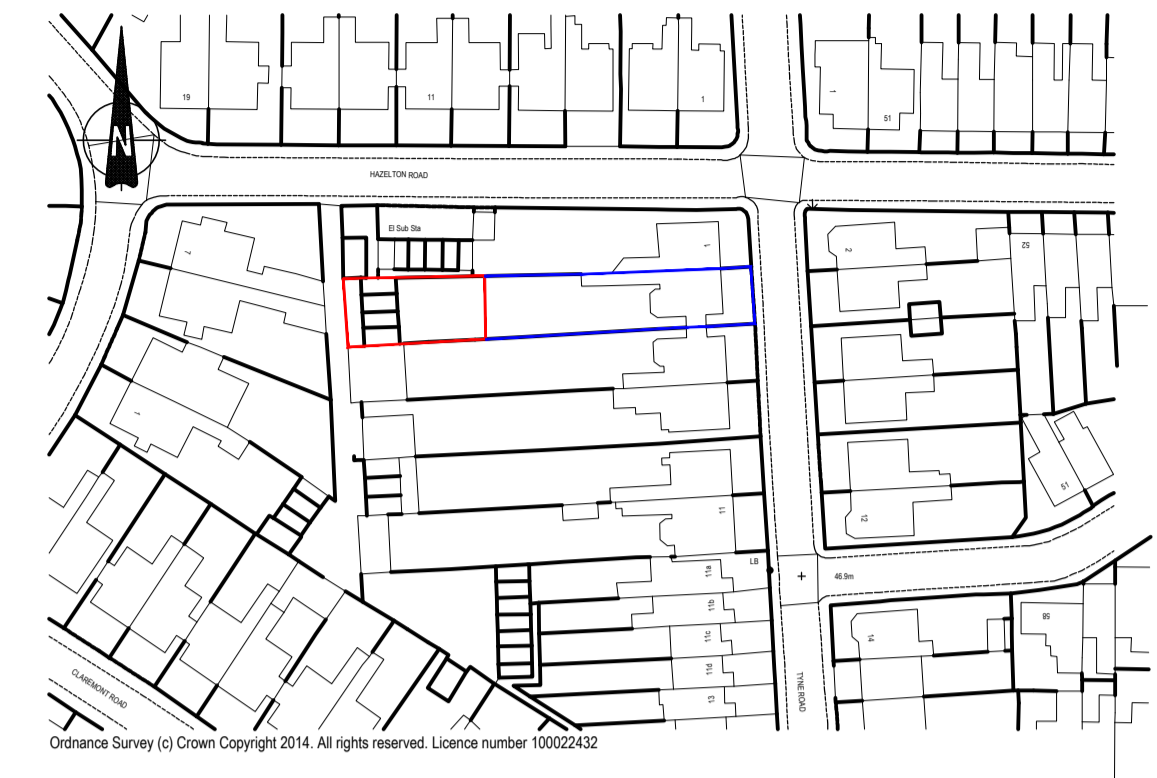 19
11
1
1
51
N
HAZELTON ROAD
El Sub Sta
7
1
2
52
1
51
11
12
LB
46.9m
11a
11b
11c
11d
13
14
58
CLAREMONT ROAD
TYNE ROAD
Ordnance Survey (c) Crown Copyright 2014. All rights reserved. Licence number 100022432